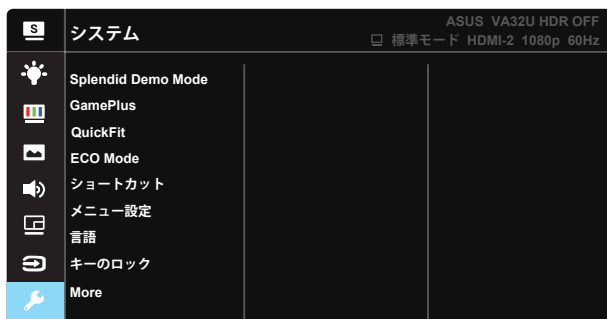 S
システム
ASUS VA32U HDR OFF
標準モード HDMI-2 1080p 60Hz
Splendid Demo Mode
GamePlus
QuickFit
ECO Mode
ショートカット
メニュー設定
言語
キーのロック
More